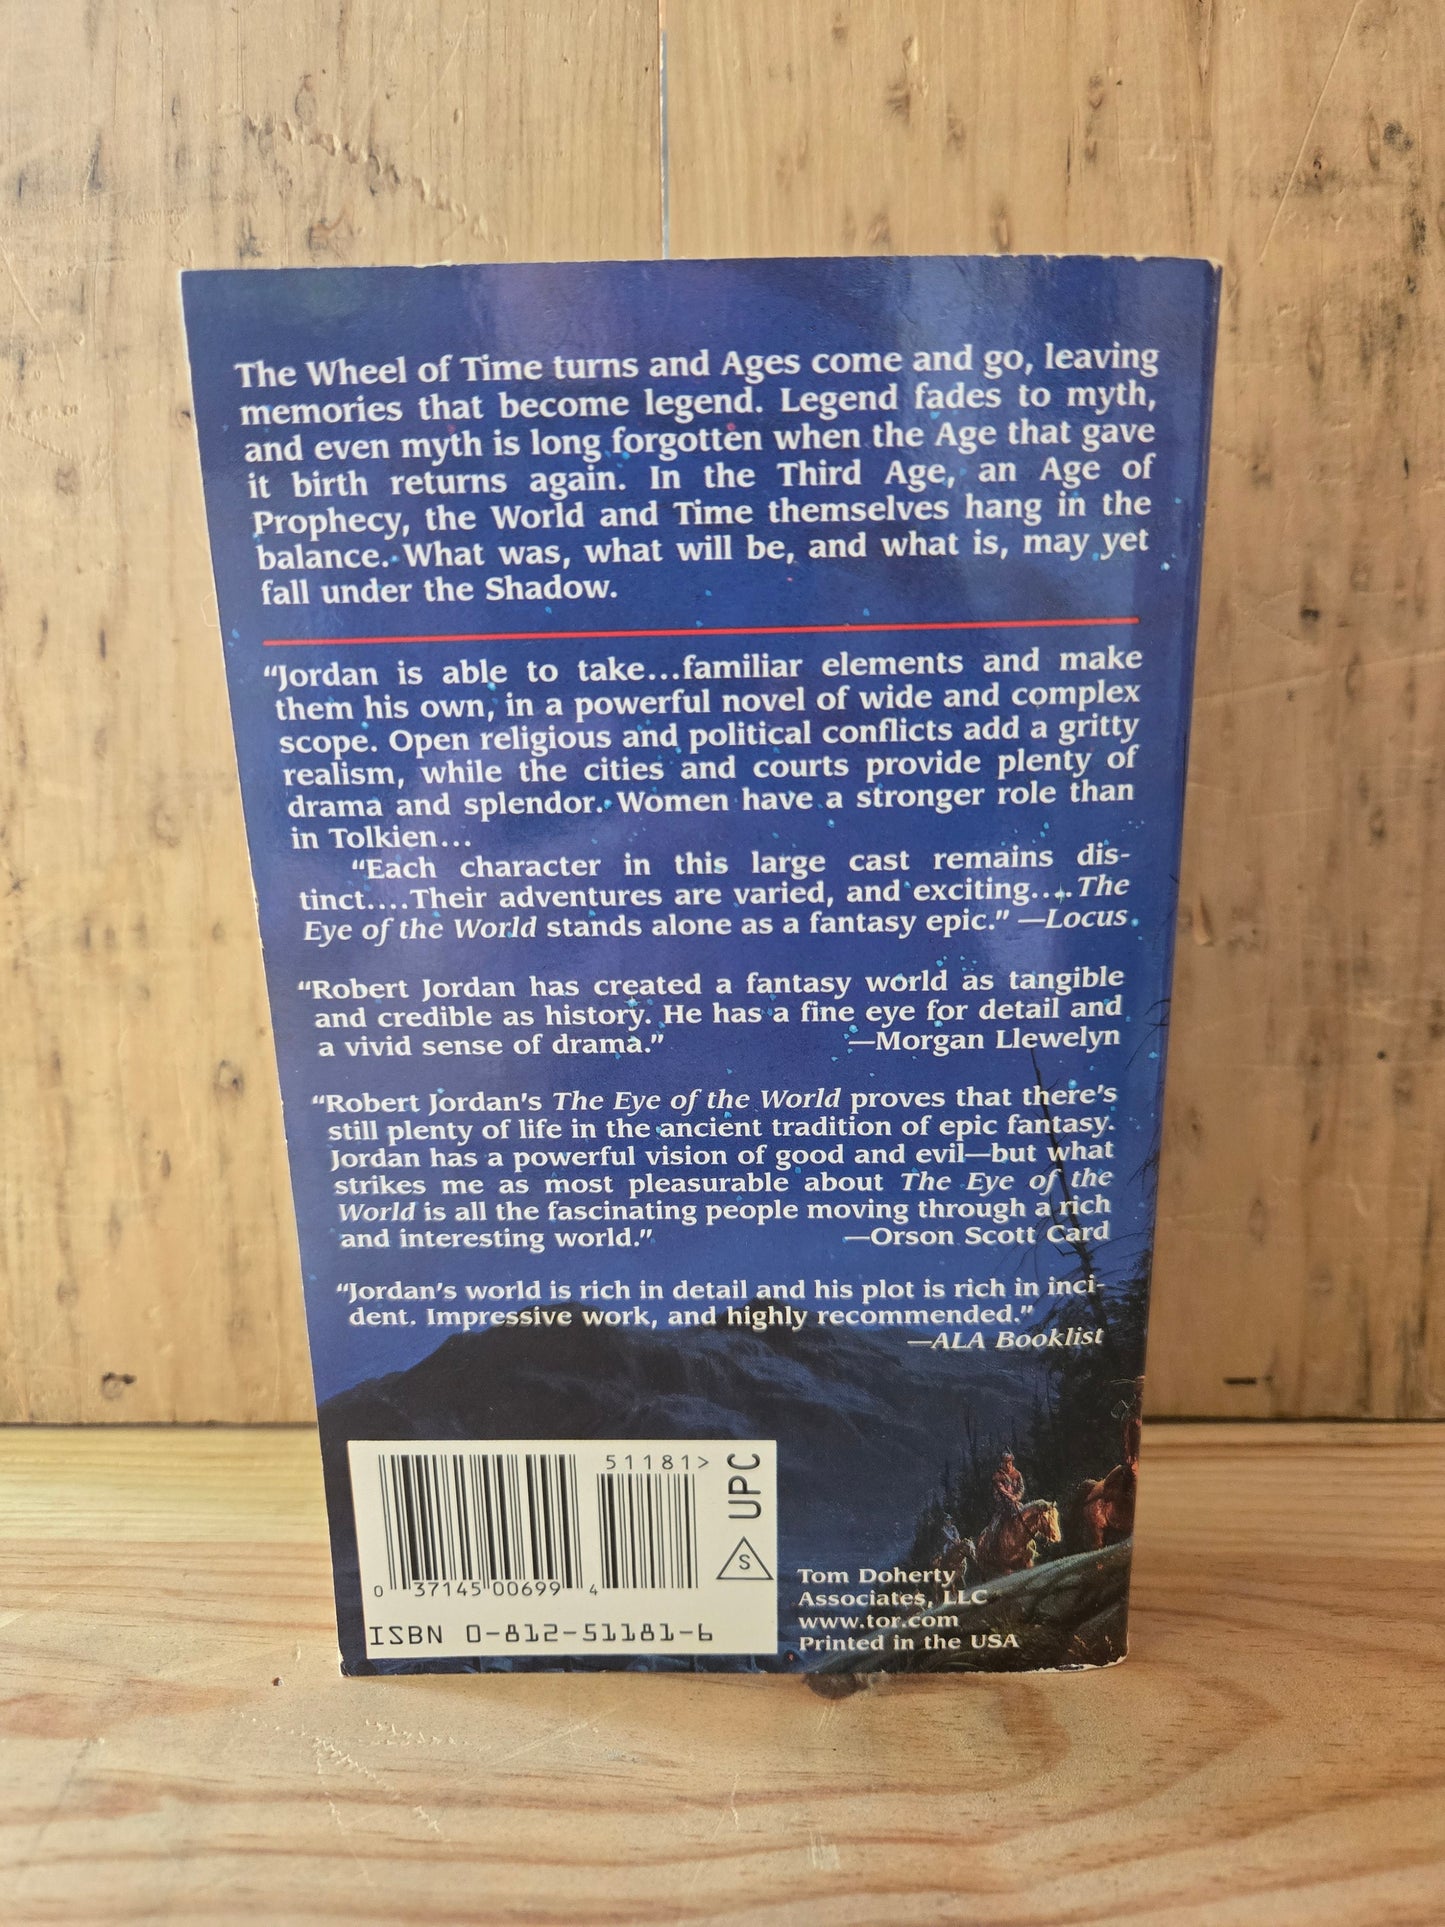 The Wheel of Time turns and Ages come and go, leaving
memories that become legend. Legend fades to myth,
and even myth is long forgotten when the Age that gave
it birth returns again. In the Third Age, an Age of
Prophecy, the World and Time themselves hang in the
balance. What was, what will be, and what is, may yet
fall under the Shadow.
“Jordan is able to take...familiar elements and make
them his own, in a powerful novel of wide and complex
scope. Open religious and political conflicts add a gritty
realism, while the cities and courts provide plenty of
drama and splendor. Women have a stronger role than
in Tolkien...
“Each character in this large cast remains dis-
tinct....Their adventures are varied, and exciting....The
Eye of the World stands alone as a fantasy epic.” —Locus
“Robert Jordan has created a fantasy world as tangible
and credible as history. He has a fine eye for detail and
a vivid sense of drama.” —Morgan Llewelyn
“Robert Jordan's The Eye of the World proves that there's
still plenty of life in the ancient tradition of epic fantasy.
Jordan has a powerful vision of good and evil—but what
strikes me as most pleasurable about The Eye of the
World is all the fascinating people moving through a rich
and interesting world.” —Orson Scott Card
“Jordan's world is rich in detail and his plot is rich in inci-
dent. Impressive work, and highly recommended.”
—ALA Booklist
51181>
UPC
S
0 37145 00699 4
ISBN 0-812-51181-6
Tom Doherty
Associates, LLC
www.tor.com
Printed in the USA